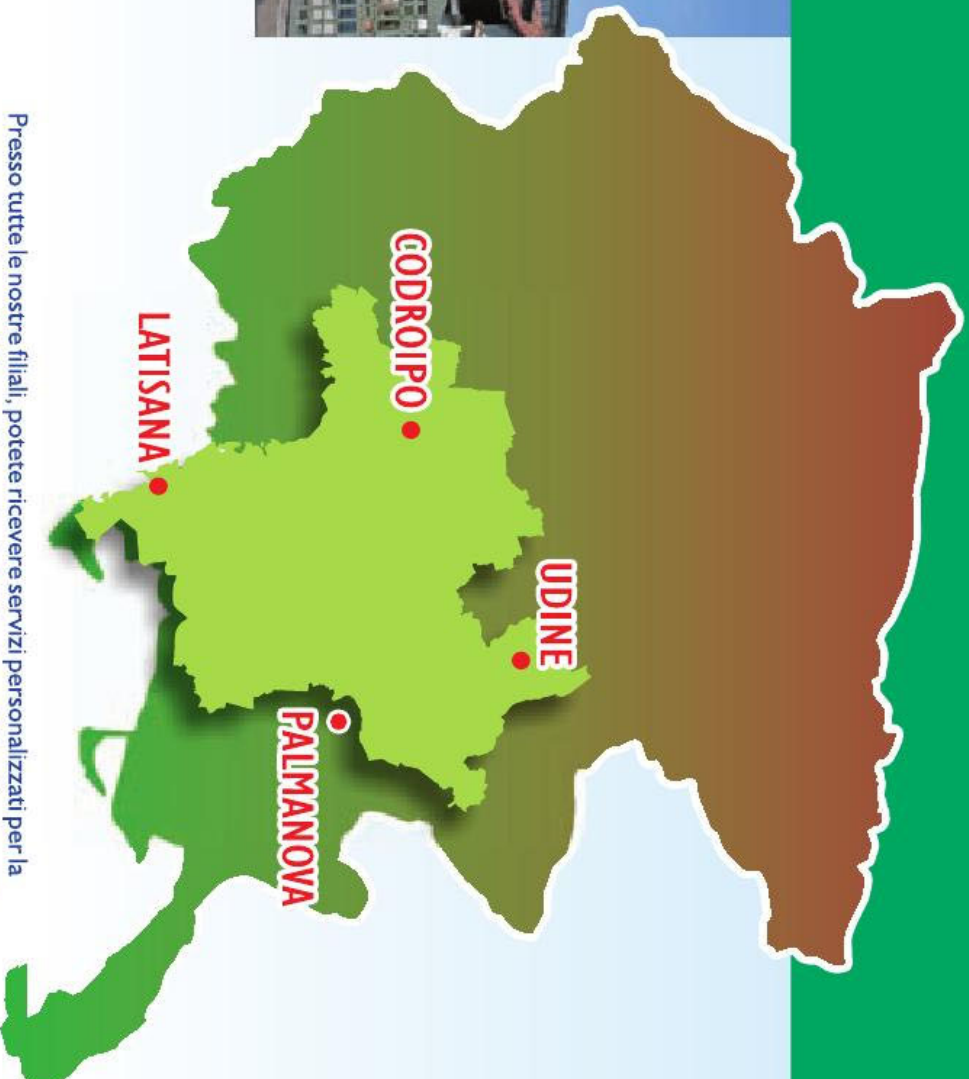 UDINE
CODROIPO
PALMANOVA
LATISANA
Presso tutte le nostre filiali, potete ricevere servizi personalizzati per la